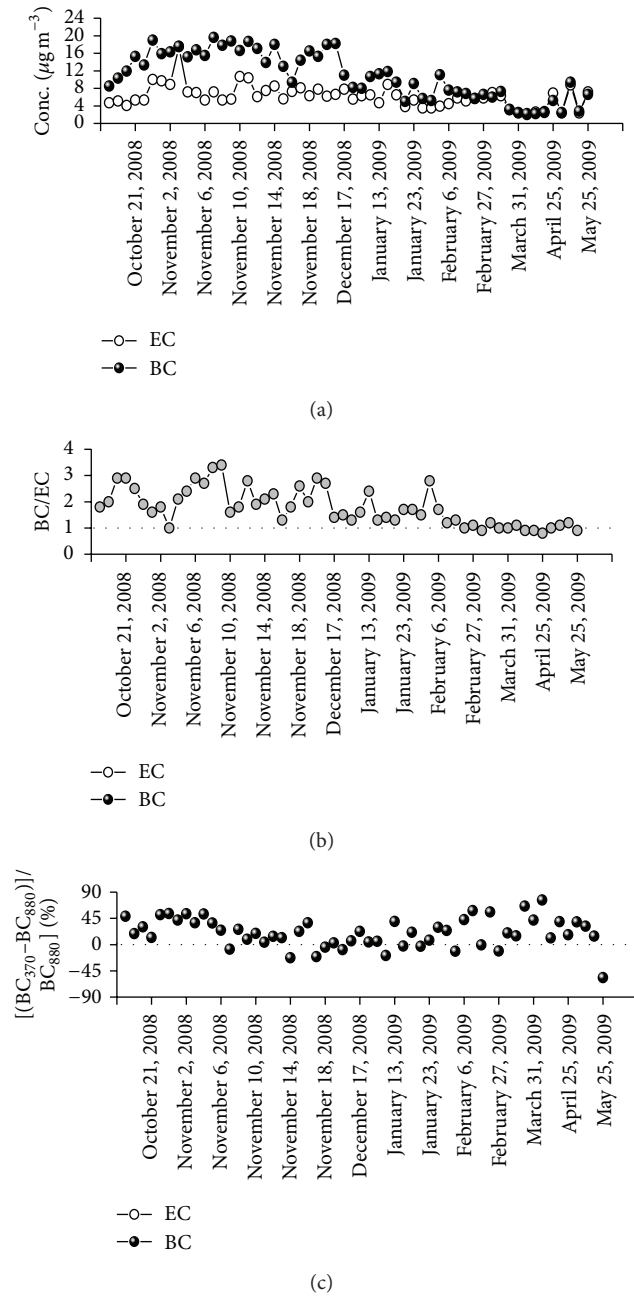 Conc. (μg m⁻³)
24
20
16
12
8
4
0
October 21, 2008
November 2, 2008
November 6, 2008
November 10, 2008
November 14, 2008
November 18, 2008
December 17, 2008
January 13, 2009
January 23, 2009
February 6, 2009
February 27, 2009
March 31, 2009
April 25, 2009
May 25, 2009
EC
BC
(a)
BC/EC
4
3
2
1
0
October 21, 2008
November 2, 2008
November 6, 2008
November 10, 2008
November 14, 2008
November 18, 2008
December 17, 2008
January 13, 2009
January 23, 2009
February 6, 2009
February 27, 2009
March 31, 2009
April 25, 2009
May 25, 2009
EC
BC
(b)
[(BC₃₇₀−BC₈₈₀)]/
BC₈₈₀] (%)
90
45
0
−45
−90
October 21, 2008
November 2, 2008
November 6, 2008
November 10, 2008
November 14, 2008
November 18, 2008
December 17, 2008
January 13, 2009
January 23, 2009
February 6, 2009
February 27, 2009
March 31, 2009
April 25, 2009
May 25, 2009
EC
BC
(c)